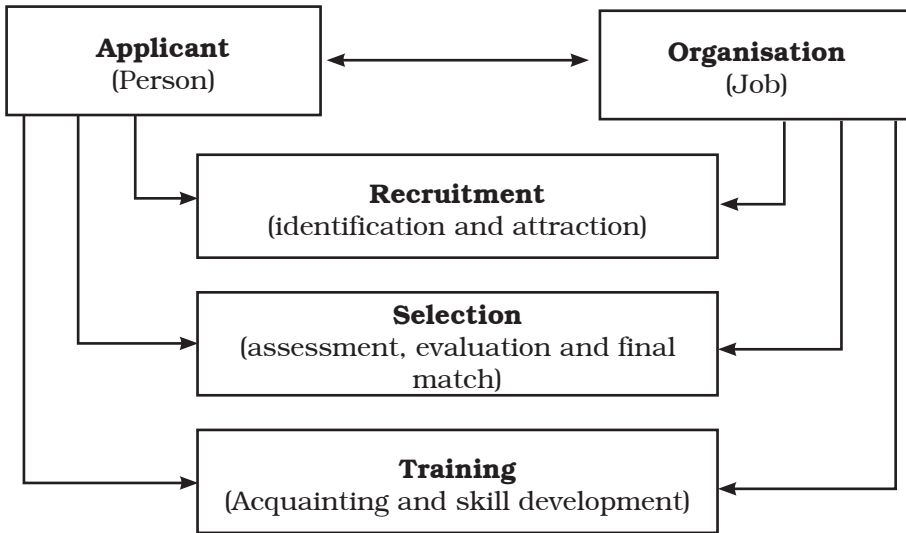 Applicant
(Person)
Organisation
(Job)
Recruitment
(identification and attraction)
Selection
(assessment, evaluation and final
match)
Training
(Acquainting and skill development)